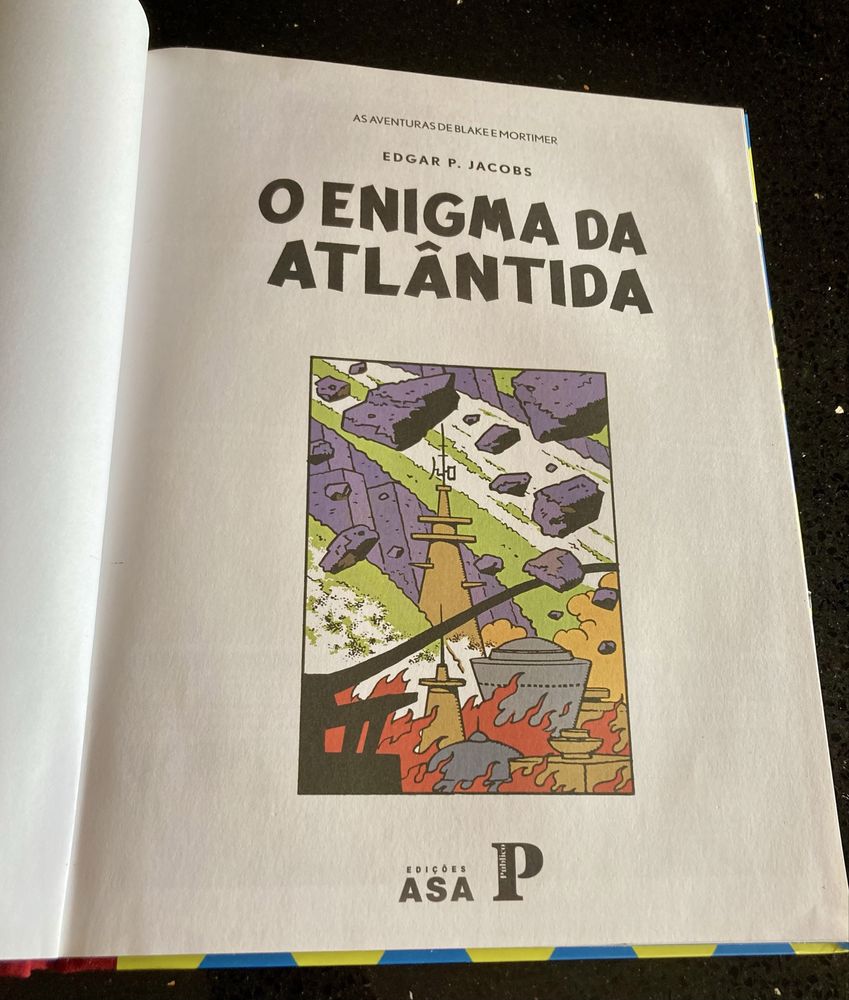 AS AVENTURAS DE BLAKE E MORTIMER
EDGAR P. JACOBS
O ENIGMA DA
ATLÂNTIDA
EDIÇÕES
ASA
P
Público